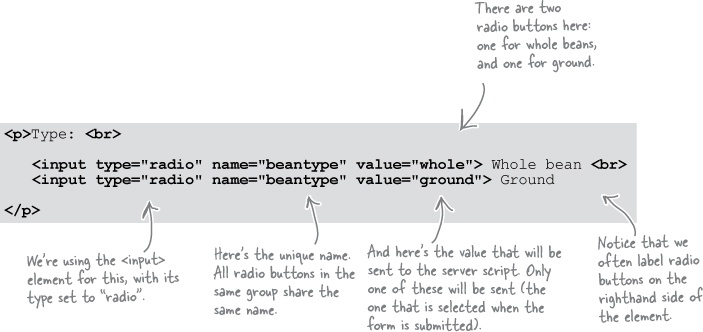 There are two
radio buttons here:
one for whole beans,
and one for ground.
<p>Type: <br>
<input type="radio" name="beantype" value="whole"> Whole bean <br>
<input type="radio" name="beantype" value="ground"> Ground
</p>
We're using the <input>
element for this, with its
type set to "radio".
Here's the unique name.
All radio buttons in the
same group share the
same name.
And here's the value that will be
sent to the server script. Only
one of these will be sent (the
one that is selected when the
form is submitted).
Notice that we
often label radio
buttons on the
righthand side of
the element.